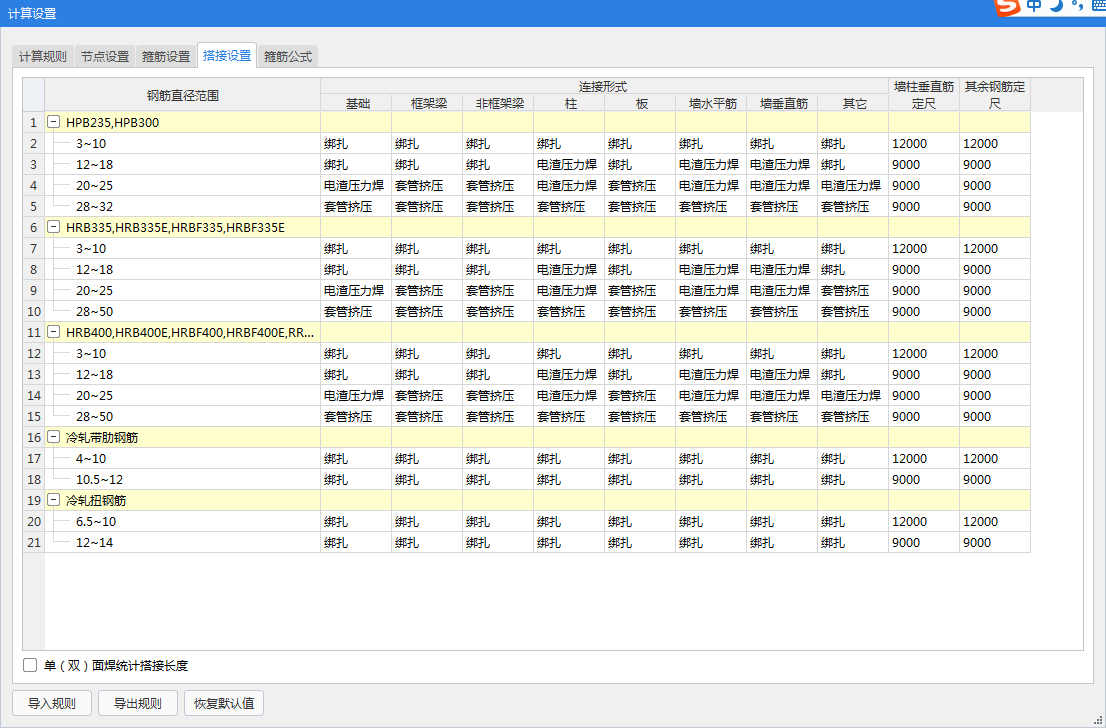 计算设置
中
计算规则 节点设置 箍筋设置 搭接设置 箍筋公式
钢筋直径范围 连接形式 墙柱垂直筋定尺 其余钢筋定尺
基础 框架梁 非框架梁 柱 板 墙水平筋 墙垂直筋 其它
1 HPB235,HPB300
2 3~10 绑扎 绑扎 绑扎 绑扎 绑扎 绑扎 绑扎 绑扎 12000 12000
3 12~18 绑扎 绑扎 绑扎 电渣压力焊 绑扎 电渣压力焊 电渣压力焊 绑扎 9000 9000
4 20~25 电渣压力焊 套管挤压 套管挤压 电渣压力焊 套管挤压 电渣压力焊 电渣压力焊 电渣压力焊 9000 9000
5 28~32 套管挤压 套管挤压 套管挤压 套管挤压 套管挤压 套管挤压 套管挤压 套管挤压 9000 9000
6 HRB335,HRB335E,HRBF335,HRBF335E
7 3~10 绑扎 绑扎 绑扎 绑扎 绑扎 绑扎 绑扎 绑扎 12000 12000
8 12~18 绑扎 绑扎 绑扎 电渣压力焊 绑扎 电渣压力焊 电渣压力焊 绑扎 9000 9000
9 20~25 电渣压力焊 套管挤压 套管挤压 电渣压力焊 套管挤压 电渣压力焊 电渣压力焊 套管挤压 9000 9000
10 28~50 套管挤压 套管挤压 套管挤压 套管挤压 套管挤压 套管挤压 套管挤压 套管挤压 9000 9000
11 HRB400,HRB400E,HRBF400,HRBF400E,RR...
12 3~10 绑扎 绑扎 绑扎 绑扎 绑扎 绑扎 绑扎 绑扎 12000 12000
13 12~18 绑扎 绑扎 绑扎 电渣压力焊 绑扎 电渣压力焊 电渣压力焊 绑扎 9000 9000
14 20~25 电渣压力焊 套管挤压 套管挤压 电渣压力焊 套管挤压 电渣压力焊 电渣压力焊 电渣压力焊 9000 9000
15 28~50 套管挤压 套管挤压 套管挤压 套管挤压 套管挤压 套管挤压 套管挤压 套管挤压 9000 9000
16 冷轧带肋钢筋
17 4~10 绑扎 绑扎 绑扎 绑扎 绑扎 绑扎 绑扎 绑扎 12000 12000
18 10.5~12 绑扎 绑扎 绑扎 绑扎 绑扎 绑扎 绑扎 绑扎 9000 9000
19 冷轧扭钢筋
20 6.5~10 绑扎 绑扎 绑扎 绑扎 绑扎 绑扎 绑扎 绑扎 12000 12000
21 12~14 绑扎 绑扎 绑扎 绑扎 绑扎 绑扎 绑扎 绑扎 9000 9000
单（双）面焊统计搭接长度
导入规则 导出规则 恢复默认值